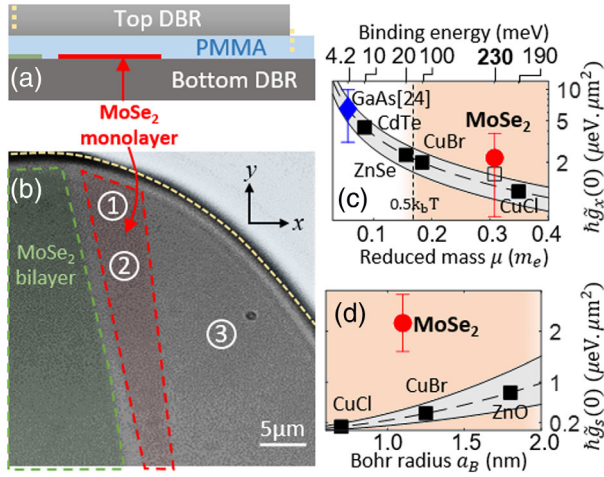 Top DBR
PMMA
(a)
Bottom DBR
MoSe₂
monolayer
(b)
y
x
1
2
3
MoSe₂
bilayer
5μm
Binding energy (meV)
4.2 10 20 100 230 190
GaAs[24]
CdTe
MoSe₂
CuBr
ZnSe
CuCl
(c)
0.5k_bT
10
5
2
ħg̃ₓ(0) (μeV. μm²)
0.1 0.2 0.3 0.4
Reduced mass μ (mₑ)
(d)
MoSe₂
CuCl
CuBr
ZnO
2
1
0.2
ħg̃ₛ(0) (μeV. μm²)
1.0 1.5 2.0
Bohr radius a_B (nm)